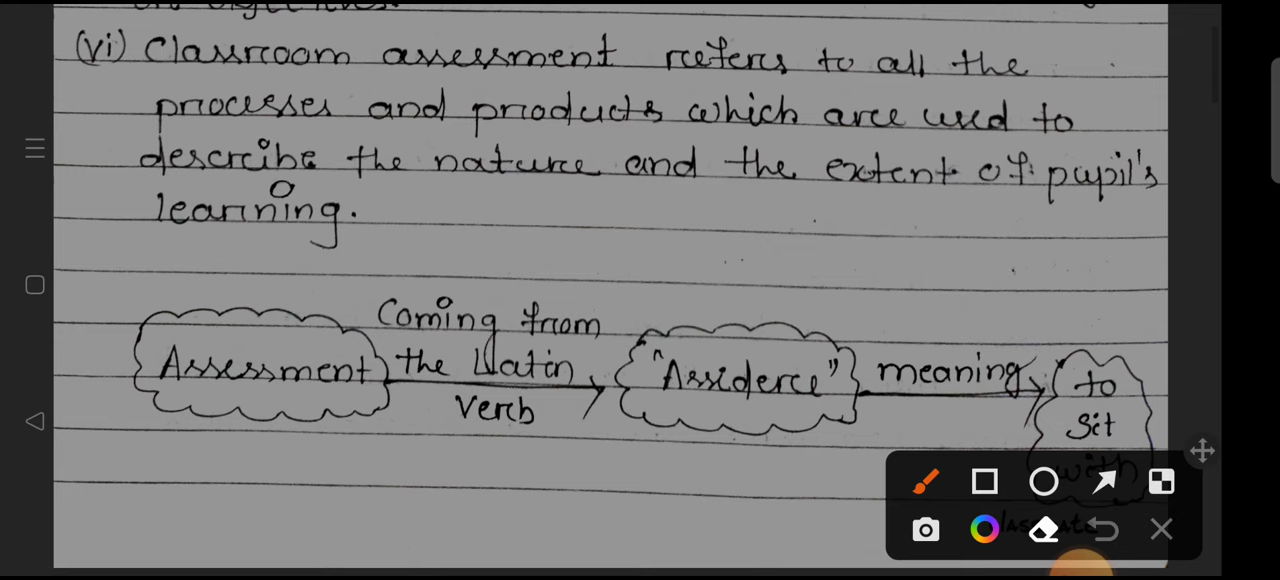 (vi) Classroom assessment refers to all the
processes and products which are used to
describe the nature and the extent of pupil's
learning.
Coming from
Assessment the Latin "Assidere" meaning to
Verb Sit
with